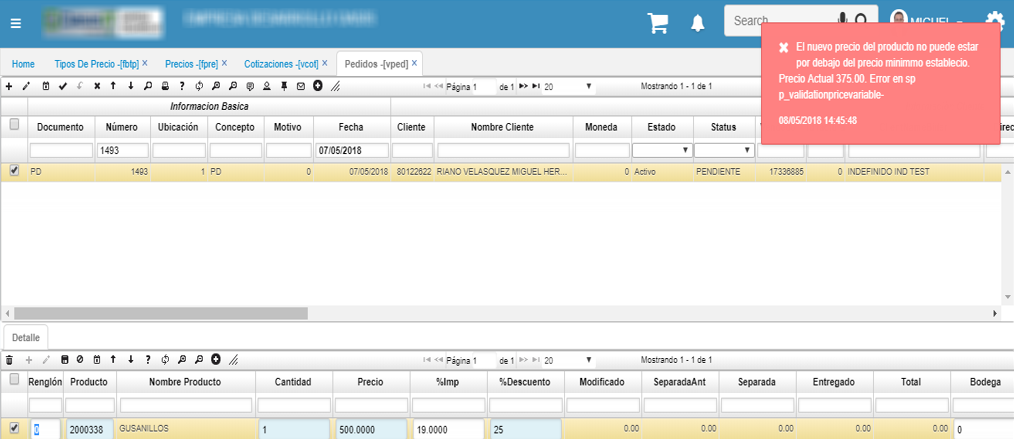 Search
MIGUEL
El nuevo precio del producto no puede estar
por debajo del precio minimmo establecio.
Precio Actual 375.00. Error en sp
p_validationpricevariable-
08/05/2018 14:45:48
Home Tipos De Precio -[fbtp] X Precios -[fpre] X Cotizaciones -[vcot] X Pedidos -[vped] X
Página 1 de 1 20 Mostrando 1 - 1 de 1
Informacion Basica
Documento Número Ubicación Concepto Motivo Fecha Cliente Nombre Cliente Moneda Estado Status
1493 07/05/2018
PD 1493 1 PD 0 07/05/2018 80122622 RIANO VELASQUEZ MIGUEL HER... 0 Activo PENDIENTE 17336885 0 INDEFINIDO IND TEST
Detalle
Página 1 de 1 20 Mostrando 1 - 1 de 1
Renglón Producto Nombre Producto Cantidad Precio %Imp %Descuento Modificado SeparadaAnt Separada Entregado Total Bodega
0 2000338 GUSANILLOS 1 500.0000 19.0000 25 0.00 0.00 0.00 0.00 0.00 0